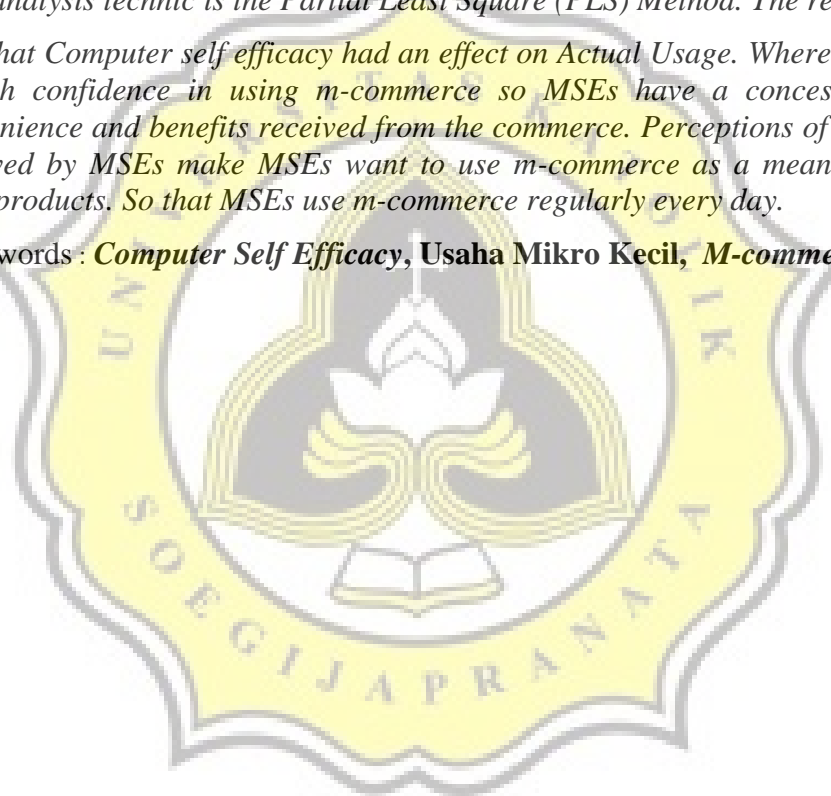 analysis technic is the Partial Least Square (PLS) Method. The re
hat Computer self efficacy had an effect on Actual Usage. Where
h confidence in using m-commerce so MSEs have a conces
nience and benefits received from the commerce. Perceptions of
ved by MSEs make MSEs want to use m-commerce as a mean
products. So that MSEs use m-commerce regularly every day.
words : Computer Self Efficacy, Usaha Mikro Kecil, M-comme
UNIVERSITAS KATOLIK
SOEGIJAPRANATA